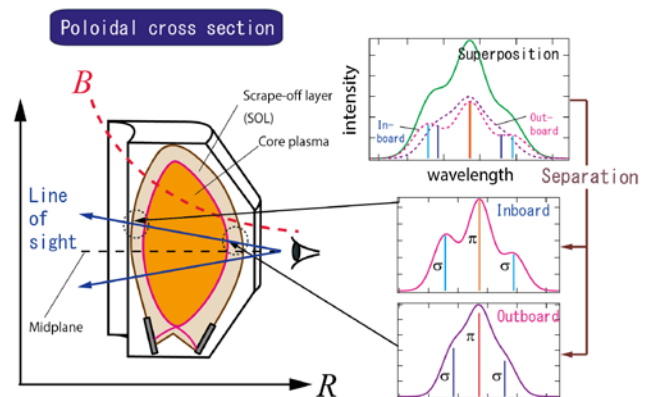 Poloidal cross section
B
Scrape-off layer
(SOL)
Core plasma
Line
of
sight
Midplane
R
Superposition
intensity
In-
board
Out-
board
wavelength
Separation
Inboard
π
σ
σ
Outboard
π
σ
σ